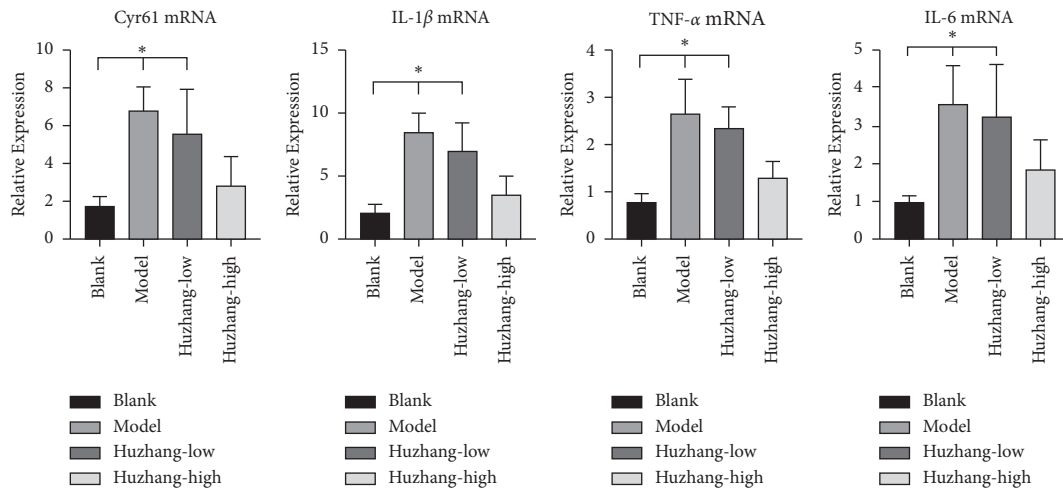 Cyr61 mRNA
*
Relative Expression
10
8
6
4
2
0
Blank
Model
Huzhang-low
Huzhang-high
Blank
Model
Huzhang-low
Huzhang-high
IL-1β mRNA
*
Relative Expression
15
10
5
0
Blank
Model
Huzhang-low
Huzhang-high
Blank
Model
Huzhang-low
Huzhang-high
TNF-α mRNA
*
Relative Expression
4
3
2
1
0
Blank
Model
Huzhang-low
Huzhang-high
Blank
Model
Huzhang-low
Huzhang-high
IL-6 mRNA
*
Relative Expression
5
4
3
2
1
0
Blank
Model
Huzhang-low
Huzhang-high
Blank
Model
Huzhang-low
Huzhang-high